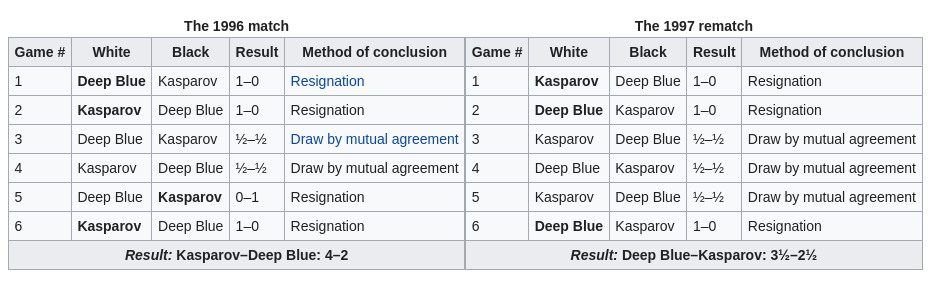 The 1996 match The 1997 rematch
Game # White Black Result Method of conclusion Game # White Black Result Method of conclusion
1 Deep Blue Kasparov 1–0 Resignation 1 Kasparov Deep Blue 1–0 Resignation
2 Kasparov Deep Blue 1–0 Resignation 2 Deep Blue Kasparov 1–0 Resignation
3 Deep Blue Kasparov ½–½ Draw by mutual agreement 3 Kasparov Deep Blue ½–½ Draw by mutual agreement
4 Kasparov Deep Blue ½–½ Draw by mutual agreement 4 Deep Blue Kasparov ½–½ Draw by mutual agreement
5 Deep Blue Kasparov 0–1 Resignation 5 Kasparov Deep Blue ½–½ Draw by mutual agreement
6 Kasparov Deep Blue 1–0 Resignation 6 Deep Blue Kasparov 1–0 Resignation
Result: Kasparov–Deep Blue: 4–2 Result: Deep Blue–Kasparov: 3½–2½